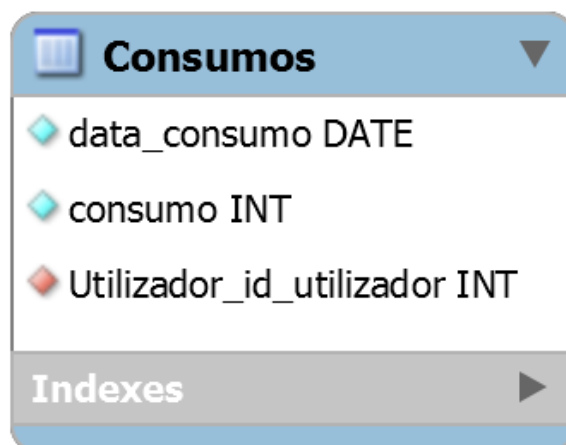 Consumos
data_consumo DATE
consumo INT
Utilizador_id_utilizador INT
Indexes